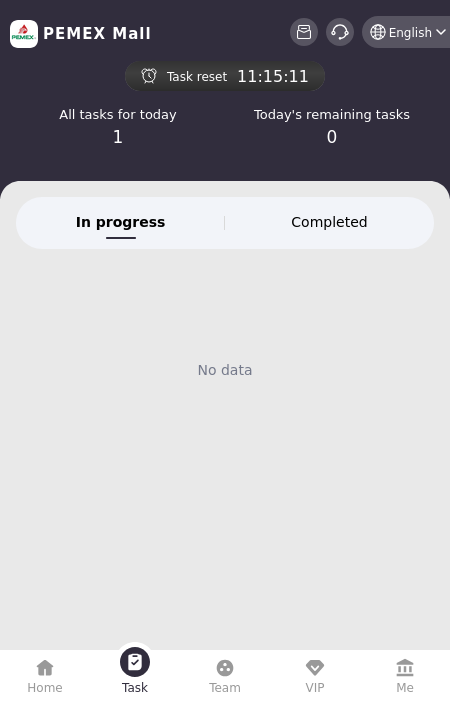 PEMEX Mall
English
Task reset 11:15:11
All tasks for today
1
Today's remaining tasks
0
In progress
Completed
No data
Home
Task
Team
VIP
Me